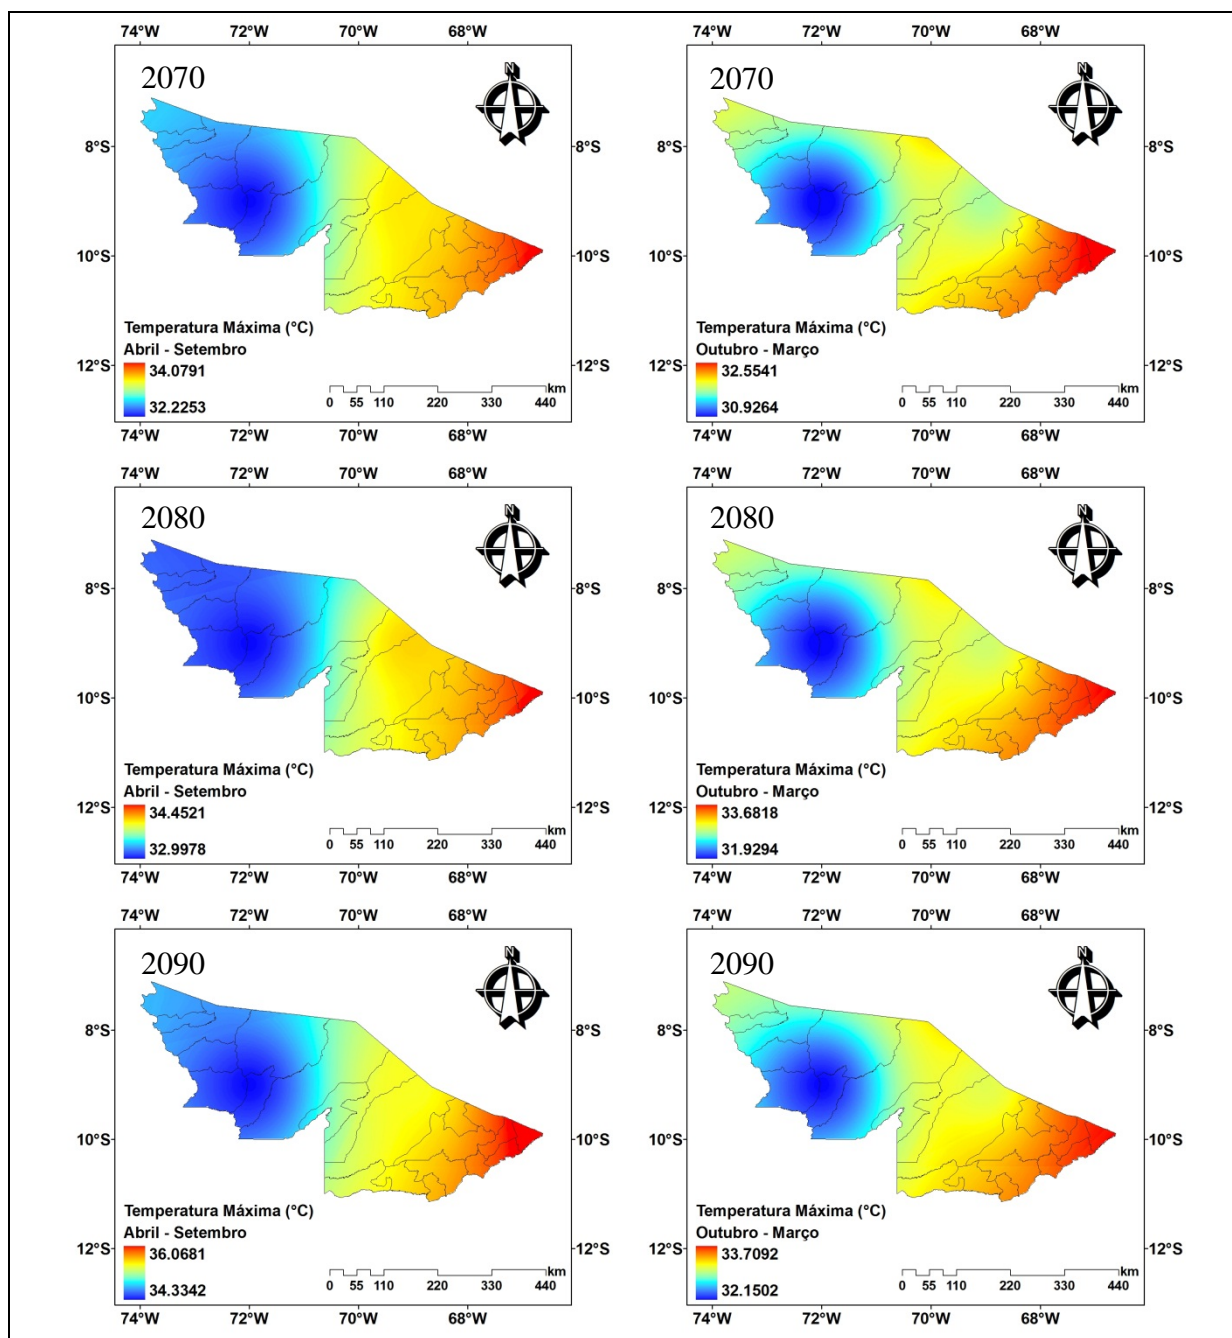 74°W 72°W 70°W 68°W
2070
N
8°S 8°S
10°S 10°S
Temperatura Máxima (°C)
Abril - Setembro
12°S 12°S
34.0791
32.2253
km
0 55 110 220 330 440
74°W 72°W 70°W 68°W
74°W 72°W 70°W 68°W
2070
N
8°S 8°S
10°S 10°S
Temperatura Máxima (°C)
Outubro - Março
12°S 12°S
32.5541
30.9264
km
0 55 110 220 330 440
74°W 72°W 70°W 68°W
74°W 72°W 70°W 68°W
2080
N
8°S 8°S
10°S 10°S
Temperatura Máxima (°C)
Abril - Setembro
12°S 12°S
34.4521
32.9978
km
0 55 110 220 330 440
74°W 72°W 70°W 68°W
74°W 72°W 70°W 68°W
2080
N
8°S 8°S
10°S 10°S
Temperatura Máxima (°C)
Outubro - Março
12°S 12°S
33.6818
31.9294
km
0 55 110 220 330 440
74°W 72°W 70°W 68°W
74°W 72°W 70°W 68°W
2090
N
8°S 8°S
10°S 10°S
Temperatura Máxima (°C)
Abril - Setembro
12°S 12°S
36.0681
34.3342
km
0 55 110 220 330 440
74°W 72°W 70°W 68°W
74°W 72°W 70°W 68°W
2090
N
8°S 8°S
10°S 10°S
Temperatura Máxima (°C)
Outubro - Março
12°S 12°S
33.7092
32.1502
km
0 55 110 220 330 440
74°W 72°W 70°W 68°W